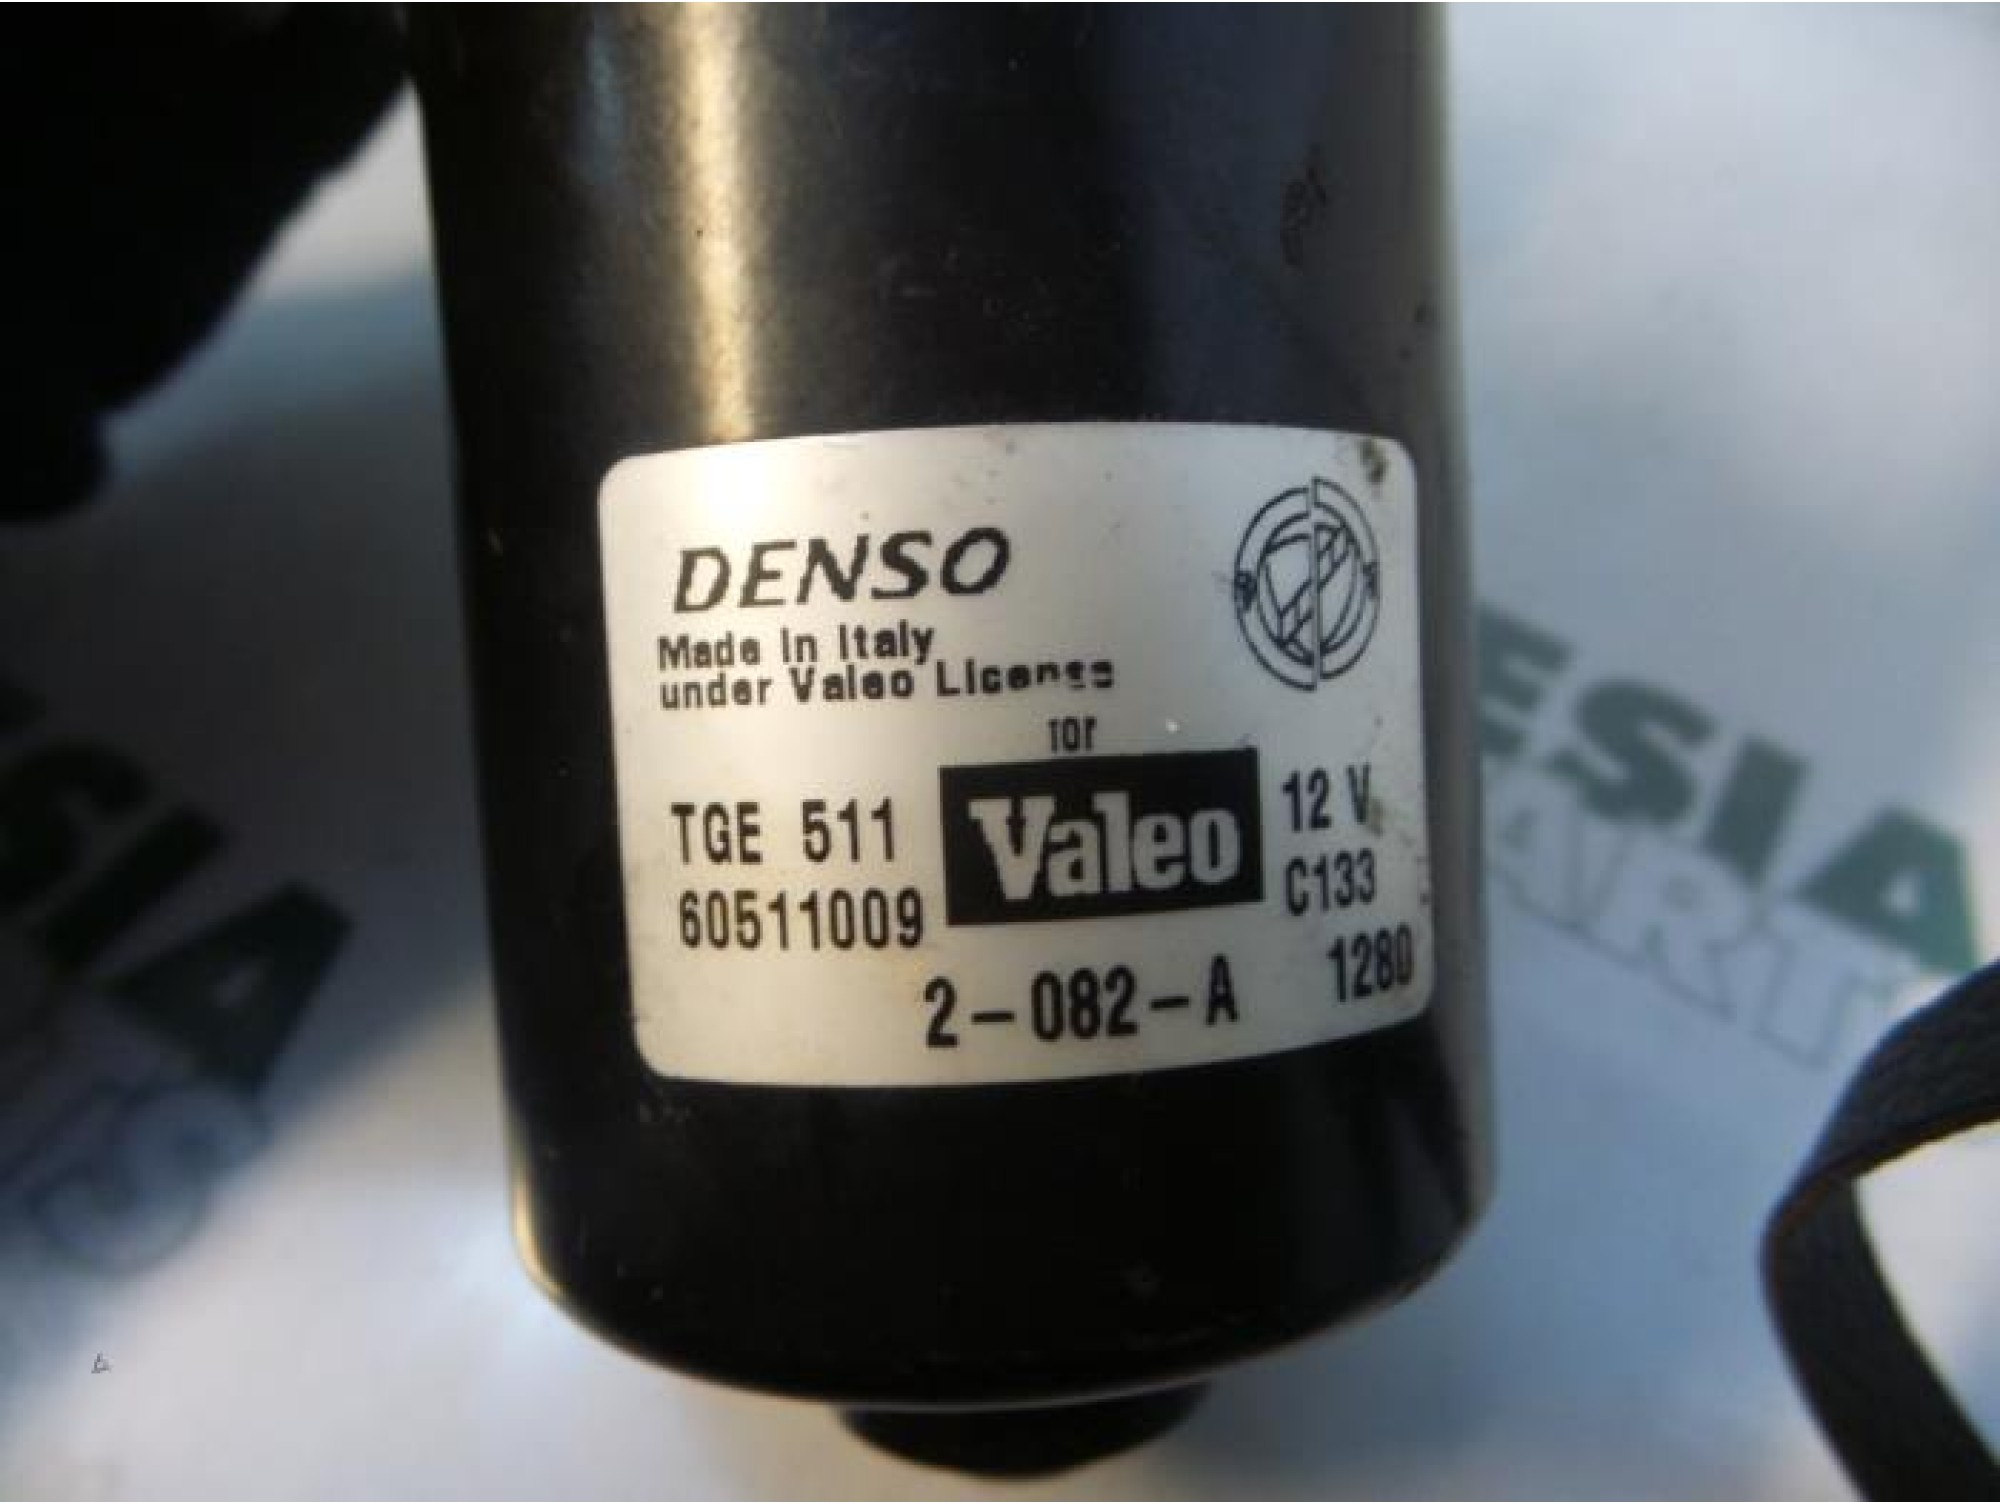 DENSO
Made in Italy
under Valeo License
for
Valeo
TGE 511
12 V
60511009
C133
2-082-A
1280